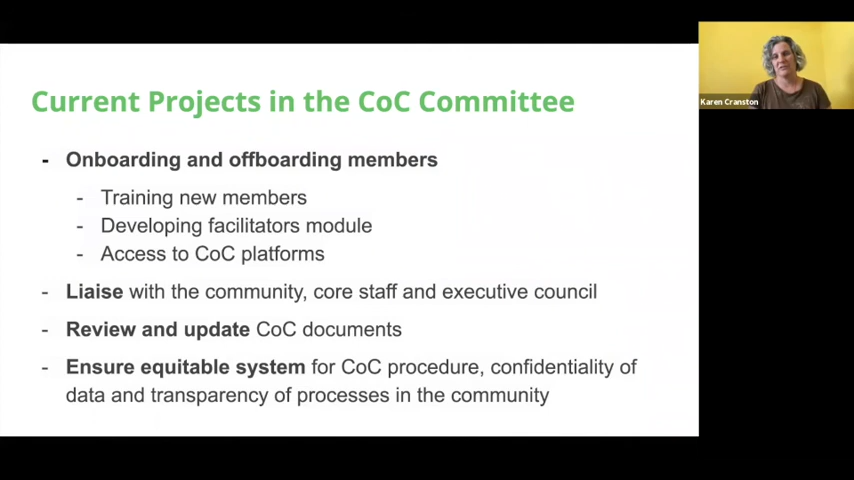 Current Projects in the CoC Committee
- Onboarding and offboarding members
- Training new members
- Developing facilitators module
- Access to CoC platforms
- Liaise with the community, core staff and executive council
- Review and update CoC documents
- Ensure equitable system for CoC procedure, confidentiality of
data and transparency of processes in the community
Karen Cranston